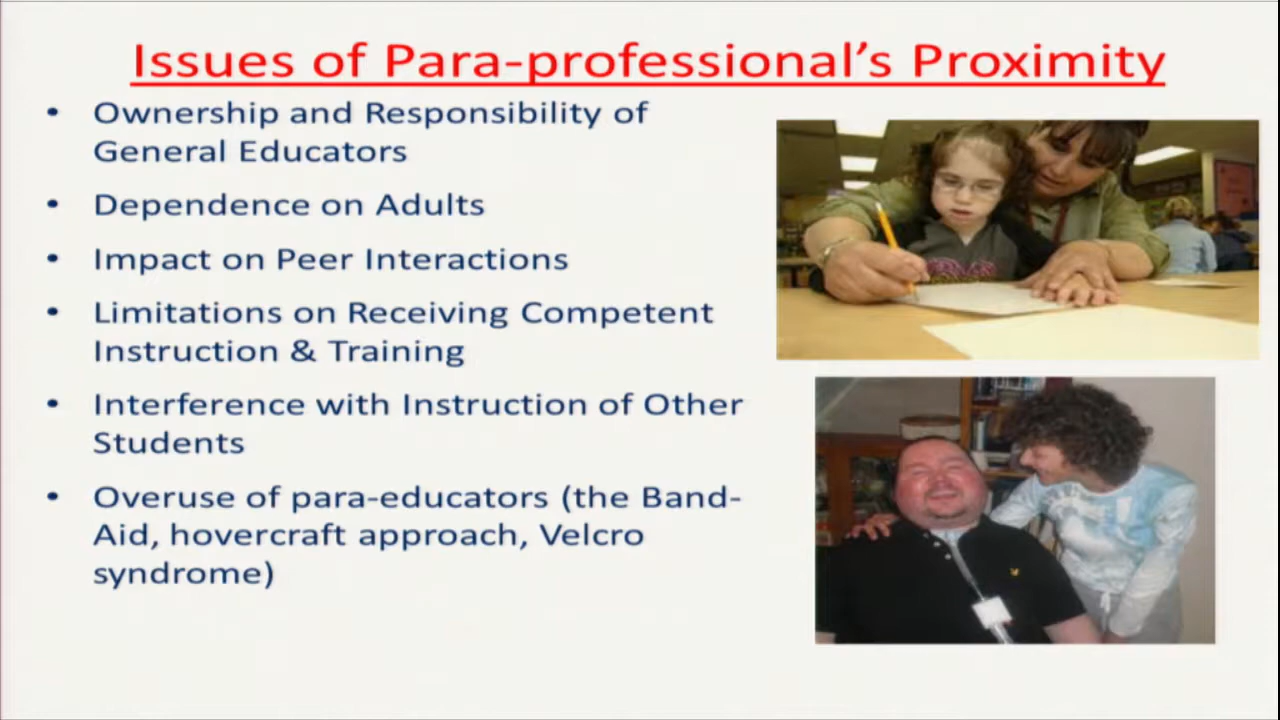 Issues of Para-professional's Proximity
• Ownership and Responsibility of
General Educators
• Dependence on Adults
• Impact on Peer Interactions
• Limitations on Receiving Competent
Instruction & Training
• Interference with Instruction of Other
Students
• Overuse of para-educators (the Band-
Aid, hovercraft approach, Velcro
syndrome)